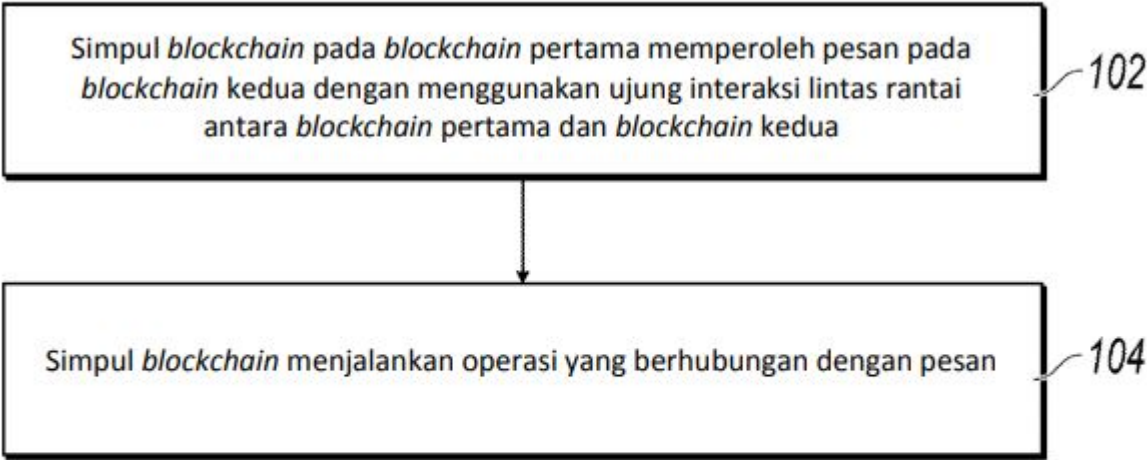 Simpul blockchain pada blockchain pertama memperoleh pesan pada
blockchain kedua dengan menggunakan ujung interaksi lintas rantai
antara blockchain pertama dan blockchain kedua
102
Simpul blockchain menjalankan operasi yang berhubungan dengan pesan
104